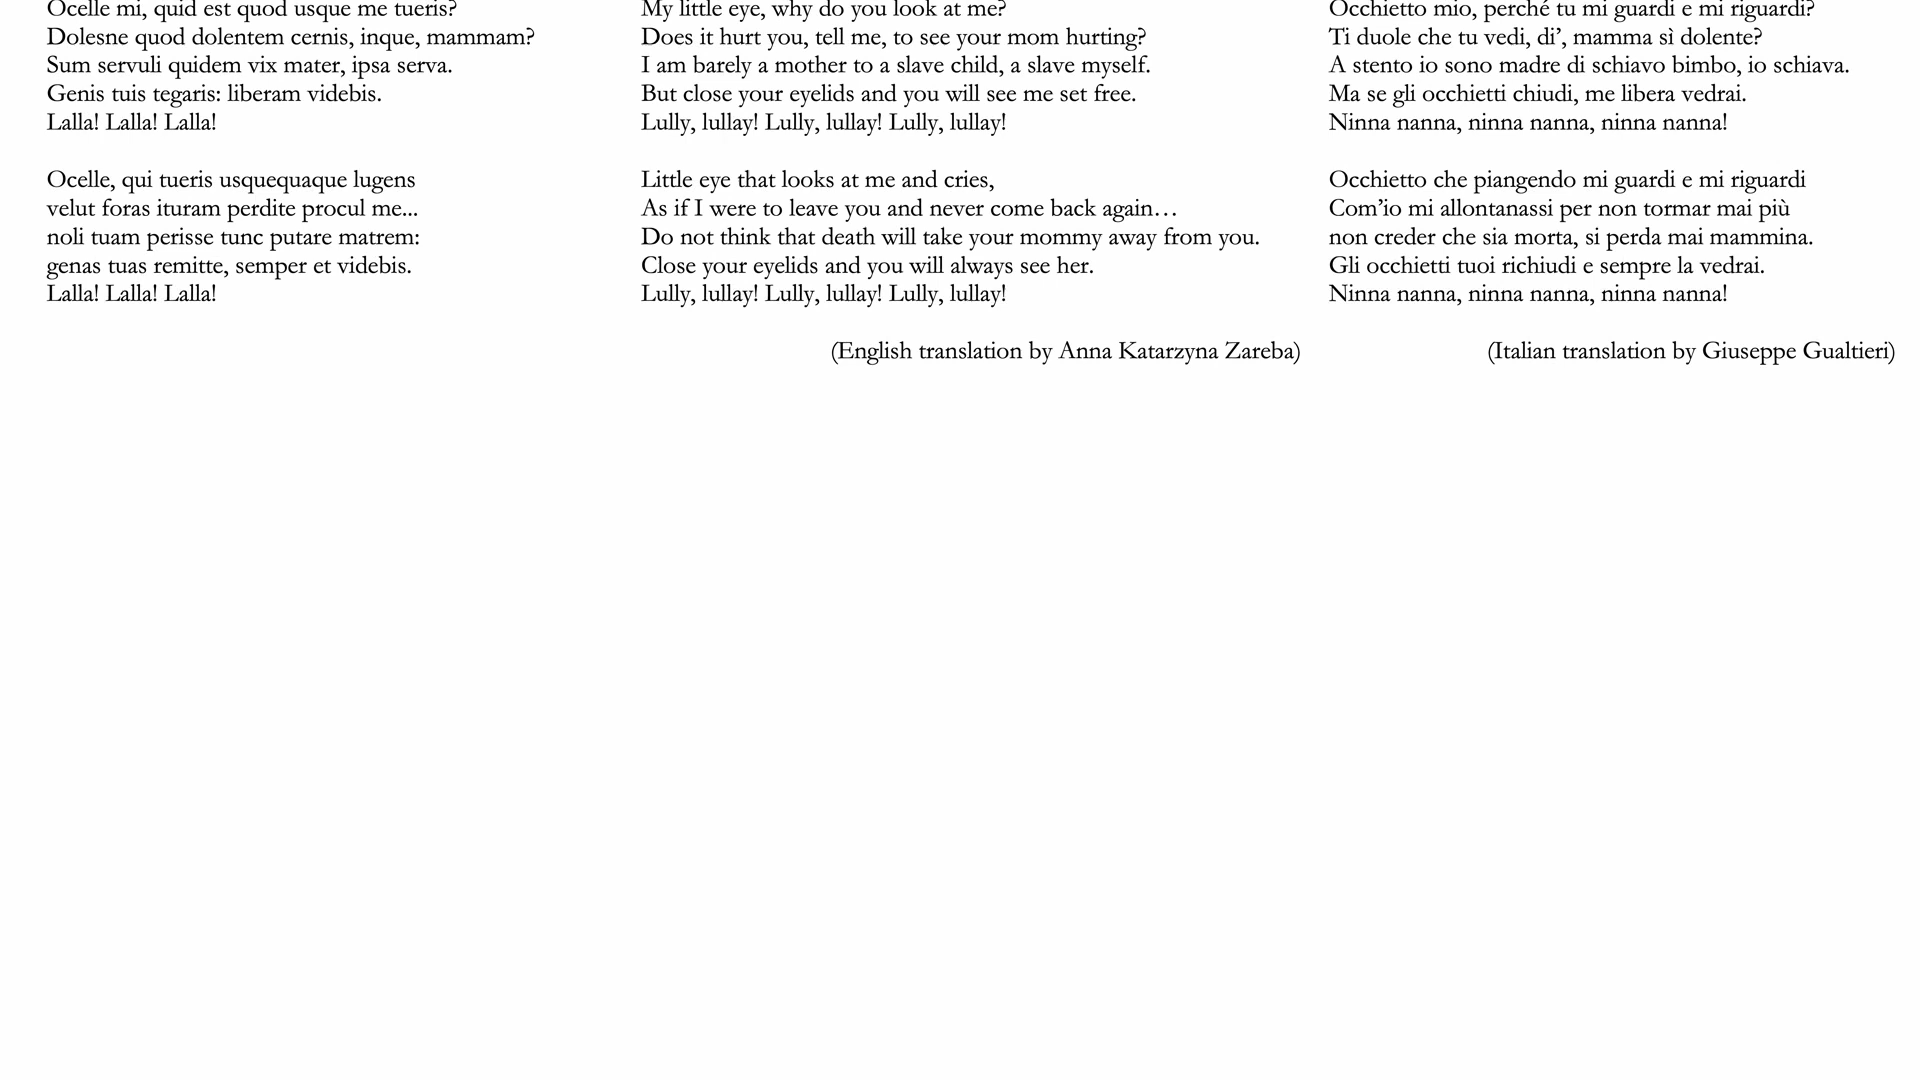 Ocelle mi, quid est quod usque me tueris?
Dolesne quod dolentem cernis, inque, mammam?
Sum servuli quidem vix mater, ipsa serva.
Genis tuis tegaris: liberam videbis.
Lalla! Lalla! Lalla!
Ocelle, qui tueris usquequaque lugens
velut foras ituram perdite procul me...
noli tuam perisse tunc putare matrem:
genas tuas remitte, semper et videbis.
Lalla! Lalla! Lalla!
My little eye, why do you look at me?
Does it hurt you, tell me, to see your mom hurting?
I am barely a mother to a slave child, a slave myself.
But close your eyelids and you will see me set free.
Lully, lullay! Lully, lullay! Lully, lullay!
Little eye that looks at me and cries,
As if I were to leave you and never come back again…
Do not think that death will take your mommy away from you.
Close your eyelids and you will always see her.
Lully, lullay! Lully, lullay! Lully, lullay!
(English translation by Anna Katarzyna Zareba)
Occhietto mio, perché tu mi guardi e mi riguardi?
Ti duole che tu vedi, di’, mamma sì dolente?
A stento io sono madre di schiavo bimbo, io schiava.
Ma se gli occhietti chiudi, me libera vedrai.
Ninna nanna, ninna nanna, ninna nanna!
Occhietto che piangendo mi guardi e mi riguardi
Com’io mi allontanassi per non tormar mai più
non creder che sia morta, si perda mai mammina.
Gli occhietti tuoi richiudi e sempre la vedrai.
Ninna nanna, ninna nanna, ninna nanna!
(Italian translation by Giuseppe Gualtieri)